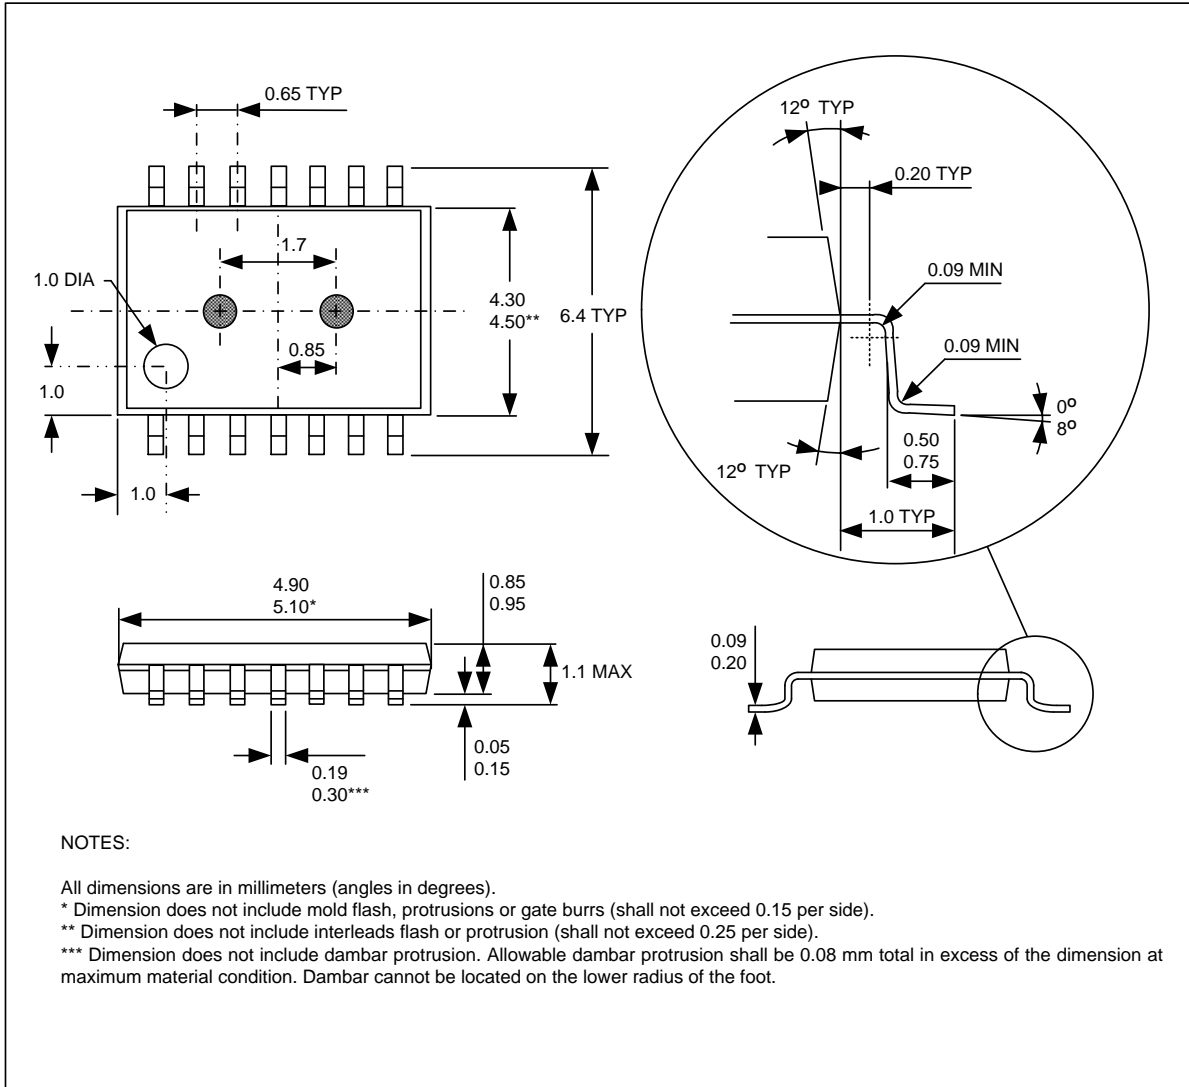 0.65 TYP
1.7
1.0 DIA
4.30
4.50**
6.4 TYP
0.85
1.0
1.0
12º TYP
0.20 TYP
0.09 MIN
0.09 MIN
0º
8º
0.50
0.75
12º TYP
1.0 TYP
4.90
5.10*
0.85
0.95
1.1 MAX
0.05
0.15
0.19
0.30***
0.09
0.20
NOTES:
All dimensions are in millimeters (angles in degrees).
* Dimension does not include mold flash, protrusions or gate burrs (shall not exceed 0.15 per side).
** Dimension does not include interleads flash or protrusion (shall not exceed 0.25 per side).
*** Dimension does not include dambar protrusion. Allowable dambar protrusion shall be 0.08 mm total in excess of the dimension at
maximum material condition. Dambar cannot be located on the lower radius of the foot.